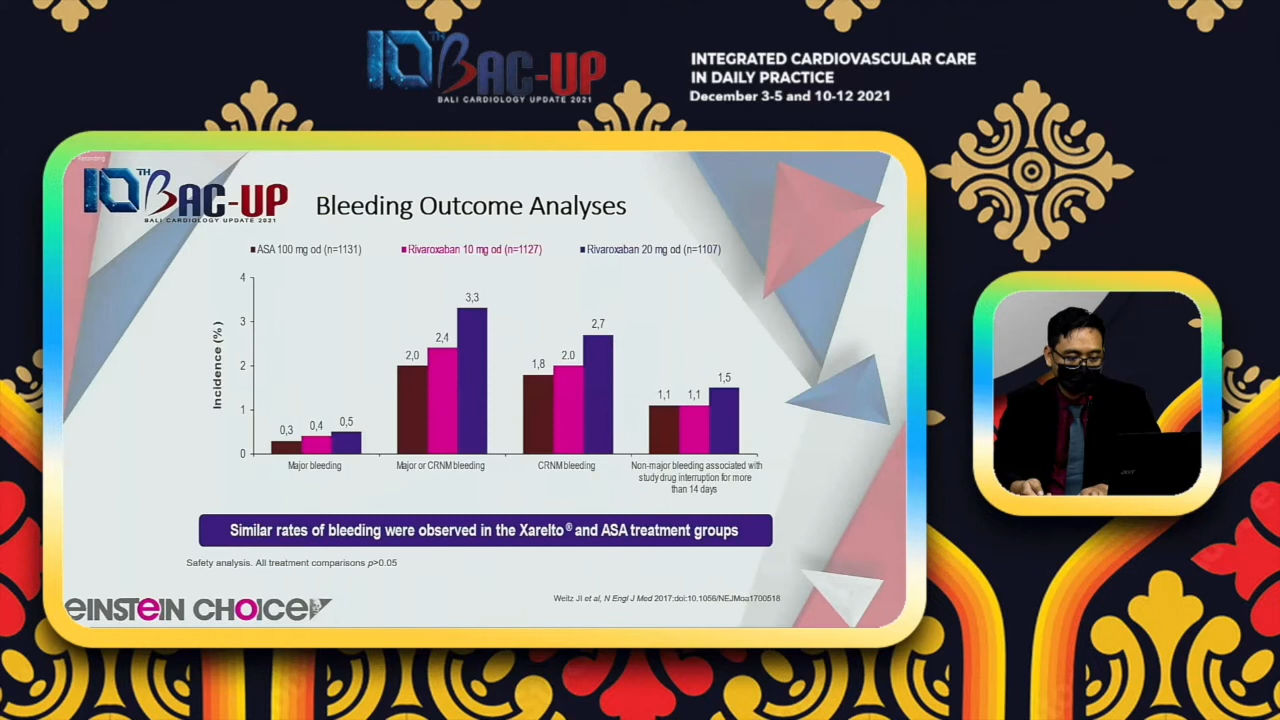 10TH BAC-UP
BALI CARDIOLOGY UPDATE 2021
INTEGRATED CARDIOVASCULAR CARE
IN DAILY PRACTICE
December 3-5 and 10-12 2021
Recording
10TH BAC-UP
BALI CARDIOLOGY UPDATE 2021
Bleeding Outcome Analyses
ASA 100 mg od (n=1131)
Rivaroxaban 10 mg od (n=1127)
Rivaroxaban 20 mg od (n=1107)
Incidence (%)
4
3
2
1
0
0,3
0,4
0,5
2,0
2,4
3,3
1,8
2.0
2,7
1,1
1,1
1,5
Major bleeding
Major or CRNM bleeding
CRNM bleeding
Non-major bleeding associated with
study drug interruption for more
than 14 days
Similar rates of bleeding were observed in the Xarelto® and ASA treatment groups
Safety analysis. All treatment comparisons p>0.05
EINSTEIN CHOICE
Weitz JI et al, N Engl J Med 2017;doi:10.1056/NEJMoa1700518
acer